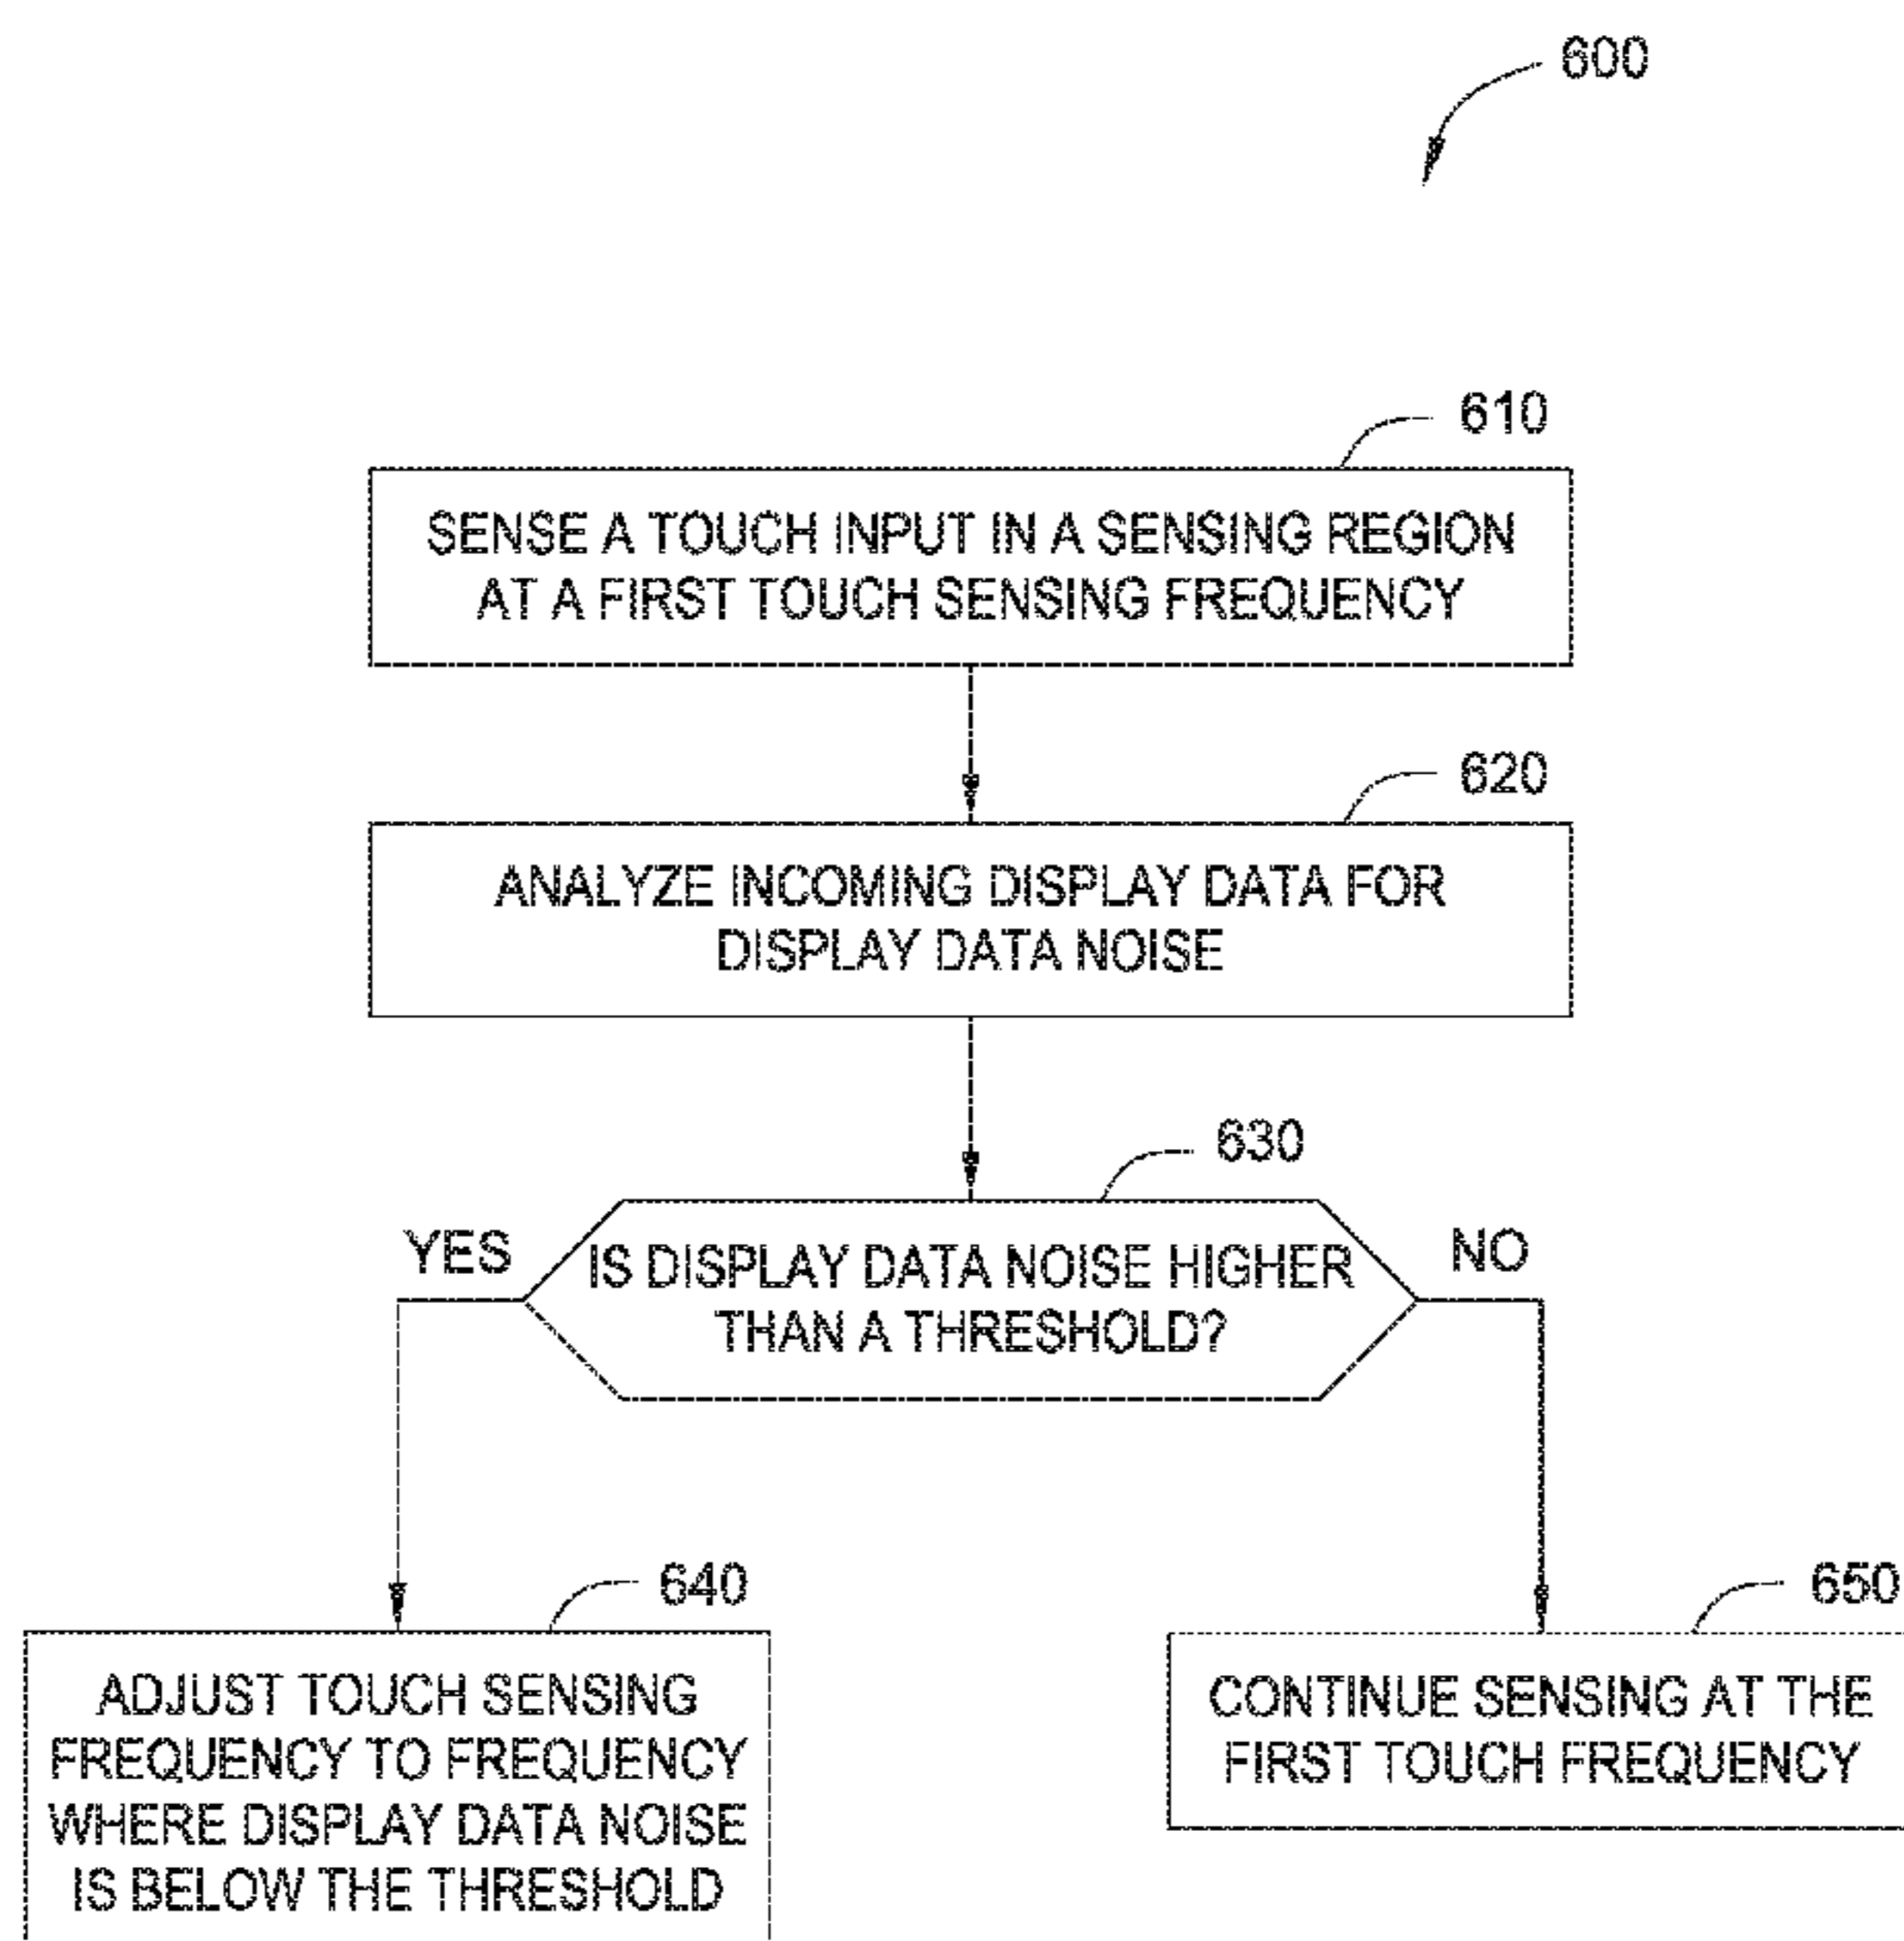 600
610
SENSE A TOUCH INPUT IN A SENSING REGION
AT A FIRST TOUCH SENSING FREQUENCY
620
ANALYZE INCOMING DISPLAY DATA FOR
DISPLAY DATA NOISE
630
YES
IS DISPLAY DATA NOISE HIGHER
THAN A THRESHOLD?
NO
640
ADJUST TOUCH SENSING
FREQUENCY TO FREQUENCY
WHERE DISPLAY DATA NOISE
IS BELOW THE THRESHOLD
650
CONTINUE SENSING AT THE
FIRST TOUCH FREQUENCY